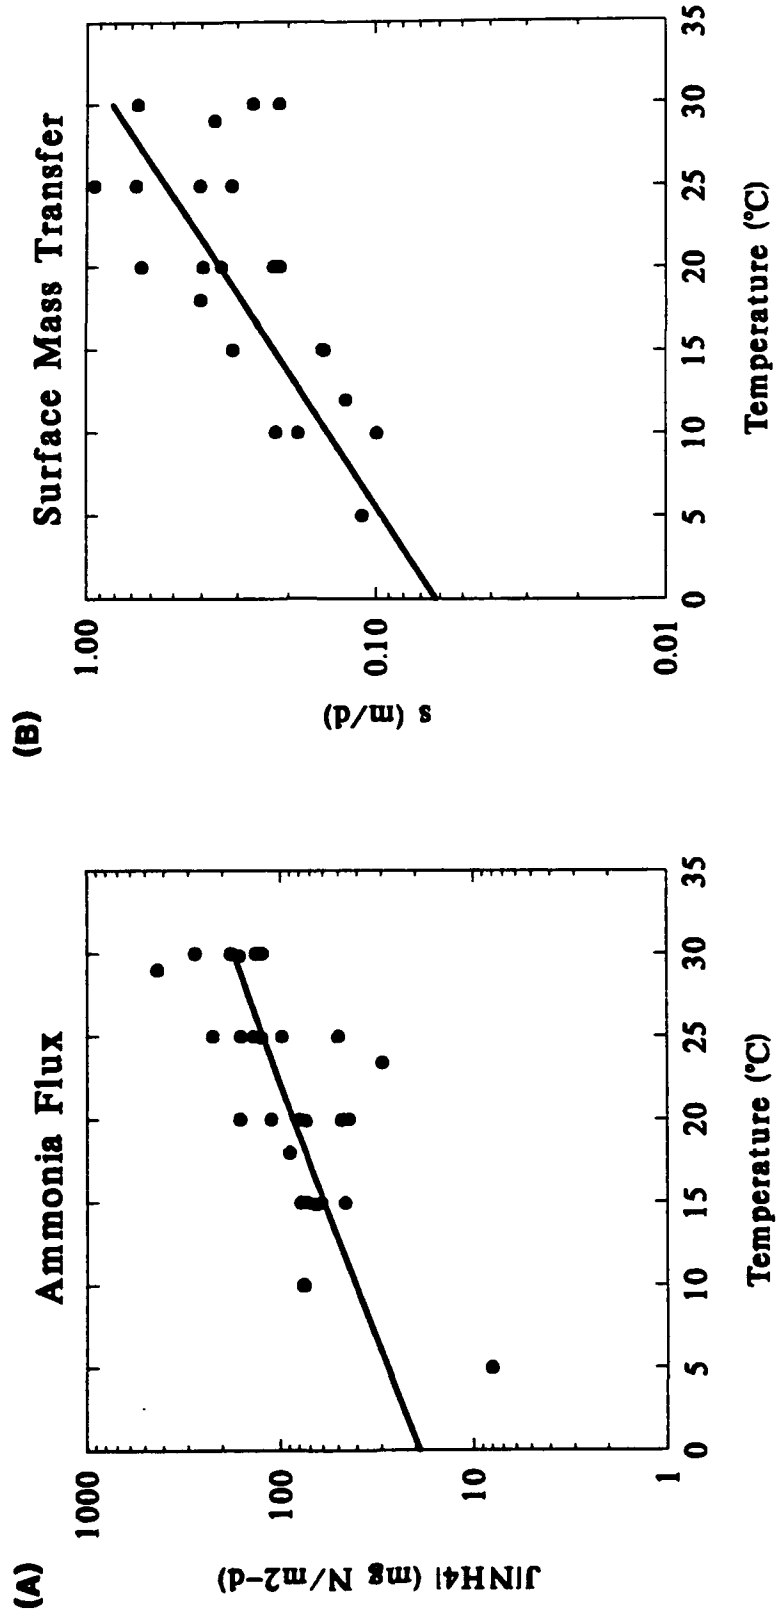 (A)
Ammonia Flux
1000
100
10
1
J[NH4] (mg N/m2-d)
0 5 10 15 20 25 30 35
Temperature (°C)
(B)
Surface Mass Transfer
1.00
0.10
0.01
s (m/d)
0 5 10 15 20 25 30 35
Temperature (°C)